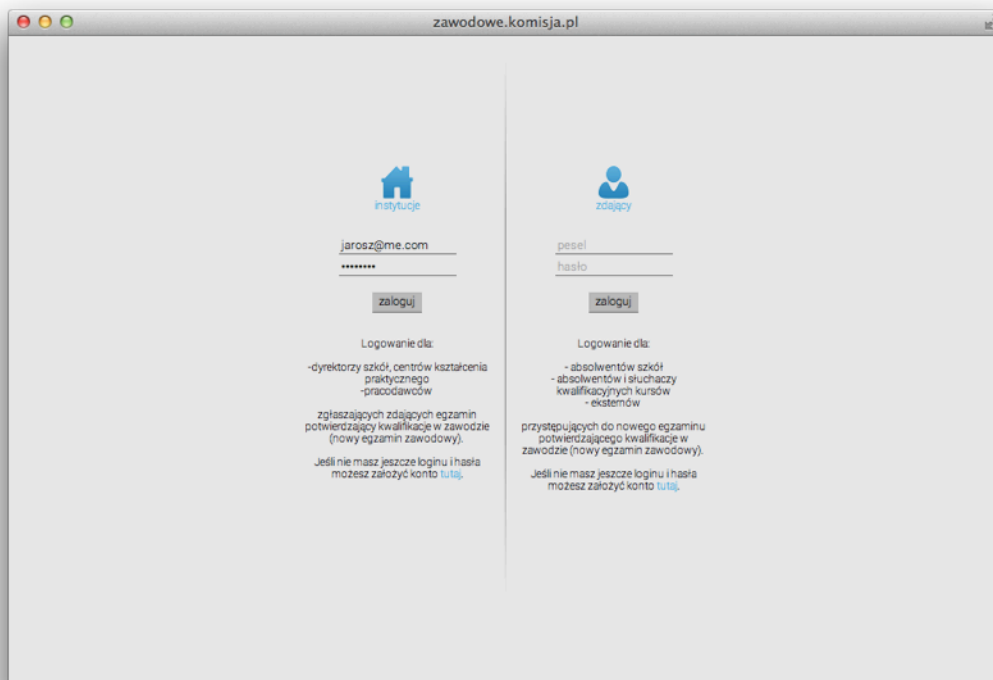 zawodowe.komisja.pl
instytucje
jarosz@me.com
••••••••
zaloguj
Logowanie dla:
-dyrektorzy szkół, centrów kształcenia
praktycznego
-pracodawców
zgłaszających zdających egzamin
potwierdzający kwalifikacje w zawodzie
(nowy egzamin zawodowy).
Jeśli nie masz jeszcze loginu i hasła
możesz założyć konto tutaj.
zdający
pesel
hasło
zaloguj
Logowanie dla:
- absolwentów szkół
- absolwentów i słuchaczy
kwalifikacyjnych kursów
- eksternów
przystępujących do nowego egzaminu
potwierdzającego kwalifikacje w
zawodzie (nowy egzamin zawodowy).
Jeśli nie masz jeszcze loginu i hasła
możesz założyć konto tutaj.